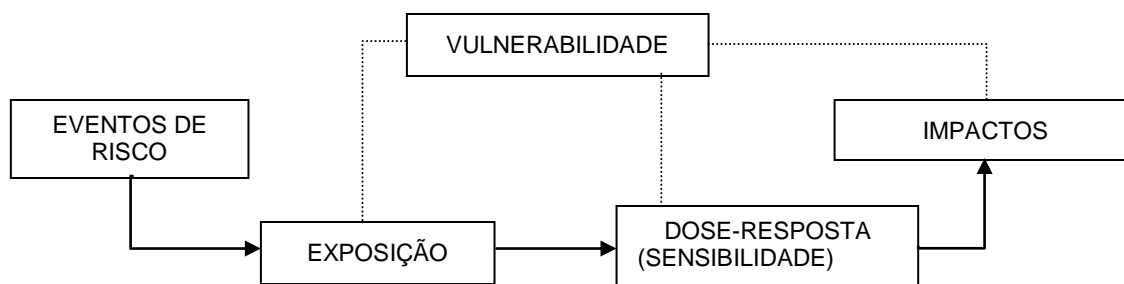 VULNERABILIDADE
EVENTOS DE
RISCO
IMPACTOS
EXPOSIÇÃO
DOSE-RESPOSTA
(SENSIBILIDADE)